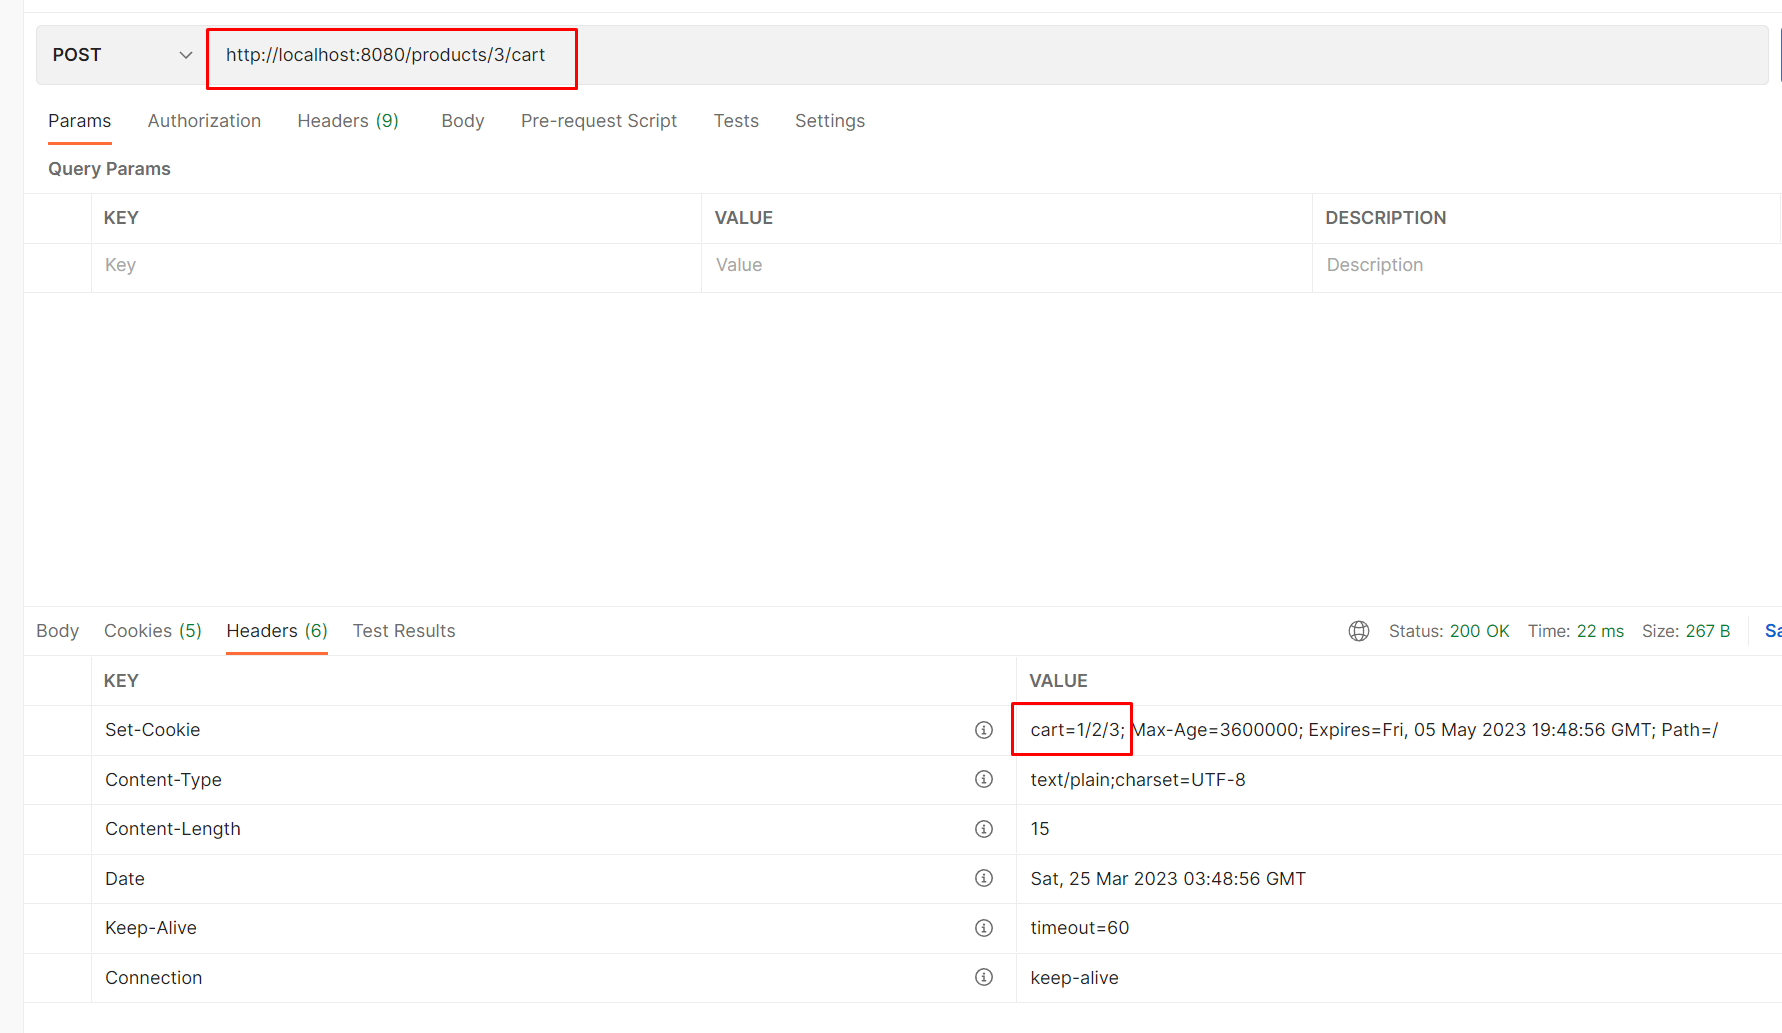 POST http://localhost:8080/products/3/cart
Params Authorization Headers (9) Body Pre-request Script Tests Settings
Query Params
KEY VALUE DESCRIPTION
Key Value Description
Body Cookies (5) Headers (6) Test Results Status: 200 OK Time: 22 ms Size: 267 B Sa
KEY VALUE
Set-Cookie cart=1/2/3; Max-Age=3600000; Expires=Fri, 05 May 2023 19:48:56 GMT; Path=/
Content-Type text/plain;charset=UTF-8
Content-Length 15
Date Sat, 25 Mar 2023 03:48:56 GMT
Keep-Alive timeout=60
Connection keep-alive